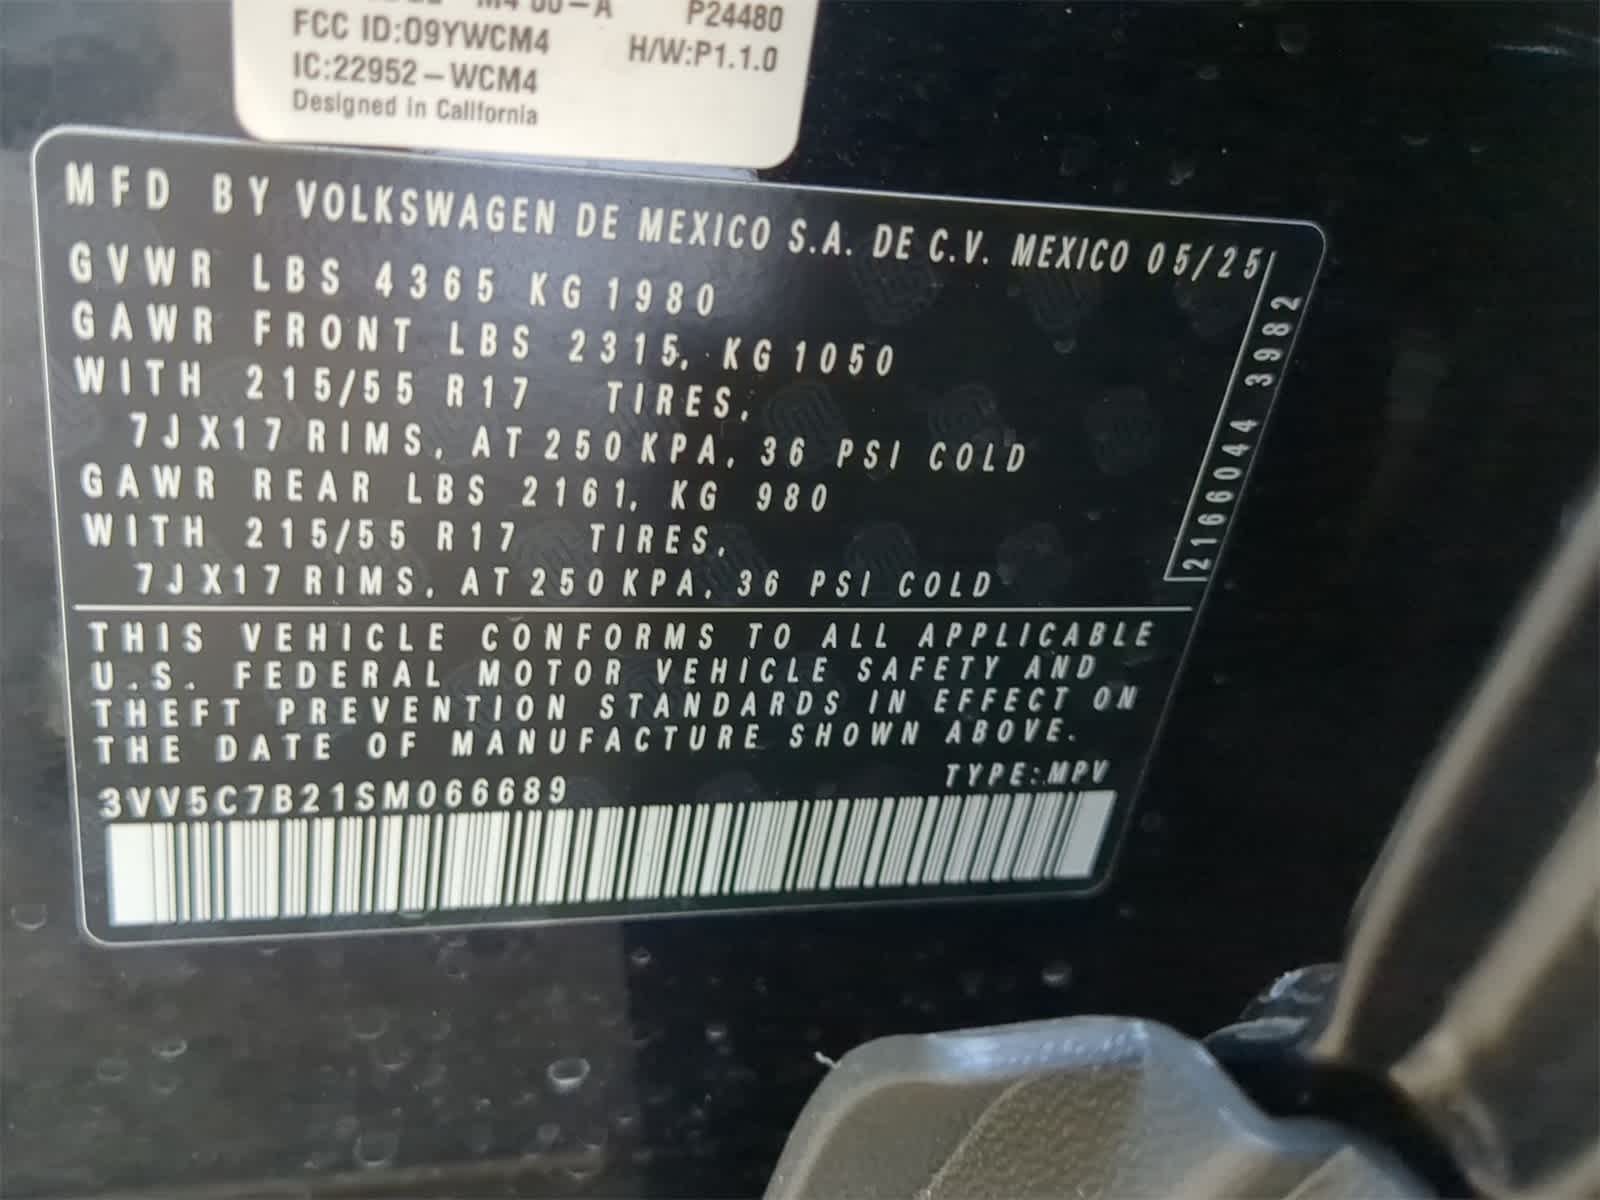 P24480
FCC ID:O9YWCM4
H/W:P1.1.0
IC:22952-WCM4
Designed in California
MFD BY VOLKSWAGEN DE MEXICO S.A. DE C.V. MEXICO 05/25
GVWR LBS 4365 KG 1980
GAWR FRONT LBS 2315, KG 1050
WITH 215/55 R17 TIRES,
7JX17 RIMS, AT 250 KPA, 36 PSI COLD
GAWR REAR LBS 2161, KG 980
WITH 215/55 R17 TIRES,
7JX17 RIMS, AT 250 KPA, 36 PSI COLD
2166044 3982
THIS VEHICLE CONFORMS TO ALL APPLICABLE
U.S. FEDERAL MOTOR VEHICLE SAFETY AND
THEFT PREVENTION STANDARDS IN EFFECT ON
THE DATE OF MANUFACTURE SHOWN ABOVE.
TYPE:MPV
3VV5C7B21SM066689